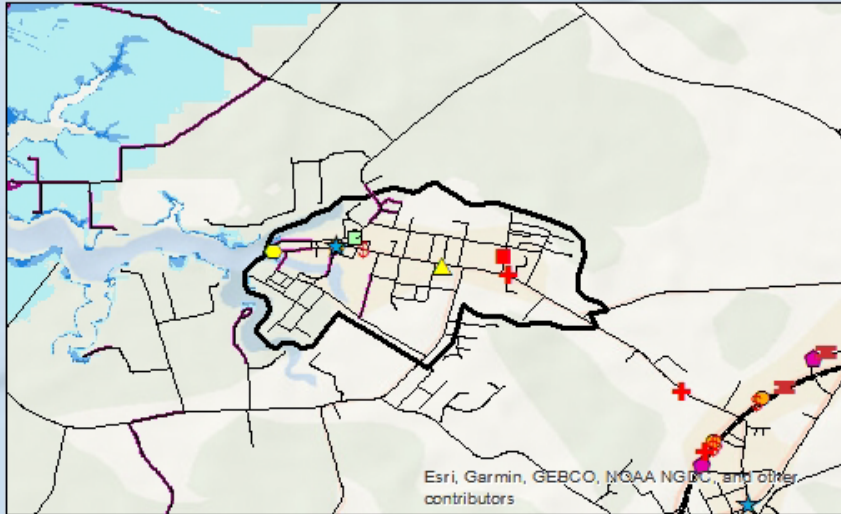 Esri, Garmin, GEBCO, NOAA NGDC, and other
contributors